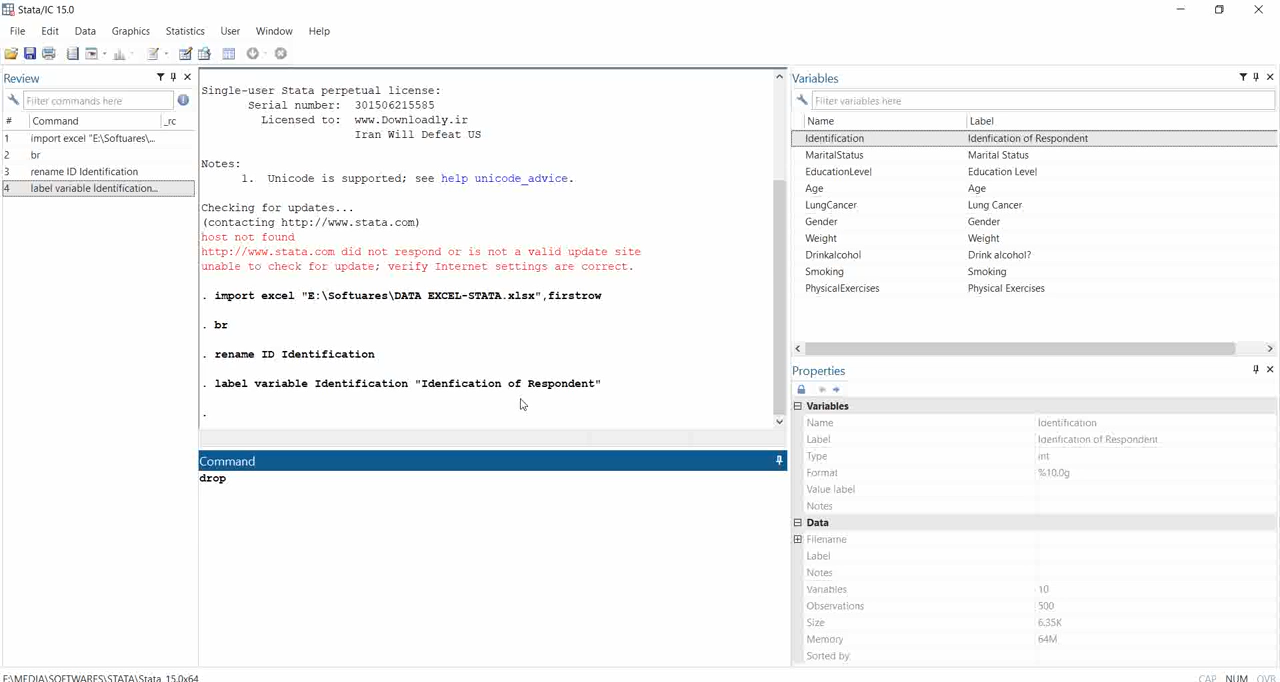 Stata/IC 15.0
File Edit Data Graphics Statistics User Window Help
Review
Filter commands here
# Command _rc
1 import excel "E:\Softuares\...
2 br
3 rename ID Identification
4 label variable Identification...
Single-user Stata perpetual license:
Serial number: 301506215585
Licensed to: www.Downloadly.ir
Iran Will Defeat US
Notes:
1. Unicode is supported; see help unicode_advice.
Checking for updates...
(contacting http://www.stata.com)
host not found
http://www.stata.com did not respond or is not a valid update site
unable to check for update; verify Internet settings are correct.
. import excel "E:\Softuares\DATA EXCEL-STATA.xlsx",firstrow
. br
. rename ID Identification
. label variable Identification "Idenfication of Respondent"
.
Command
drop
Variables
Filter variables here
Name Label
Identification Idenfication of Respondent
MaritalStatus Marital Status
EducationLevel Education Level
Age Age
LungCancer Lung Cancer
Gender Gender
Weight Weight
Drinkalcohol Drink alcohol?
Smoking Smoking
PhysicalExercises Physical Exercises
Properties
Variables
Name Identification
Label Idenfication of Respondent
Type int
Format %10.0g
Value label
Notes
Data
Filename
Label
Notes
Variables 10
Observations 500
Size 6.35K
Memory 64M
Sorted by
F:\MEDIA\SOFTWARES\STATA\Stata_15.0x64
CAP NUM OVR